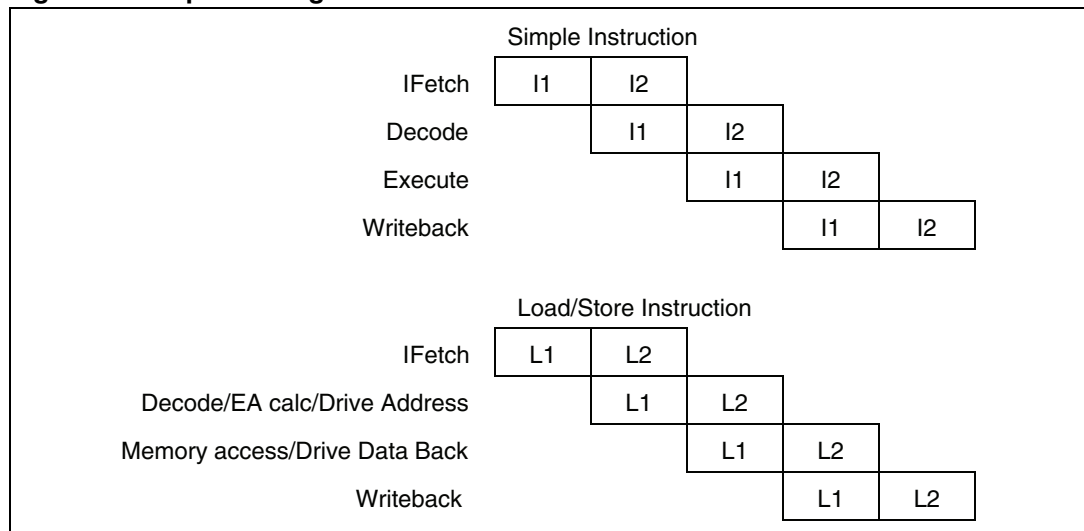 Simple Instruction
IFetch I1 I2
Decode I1 I2
Execute I1 I2
Writeback I1 I2
Load/Store Instruction
IFetch L1 L2
Decode/EA calc/Drive Address L1 L2
Memory access/Drive Data Back L1 L2
Writeback L1 L2